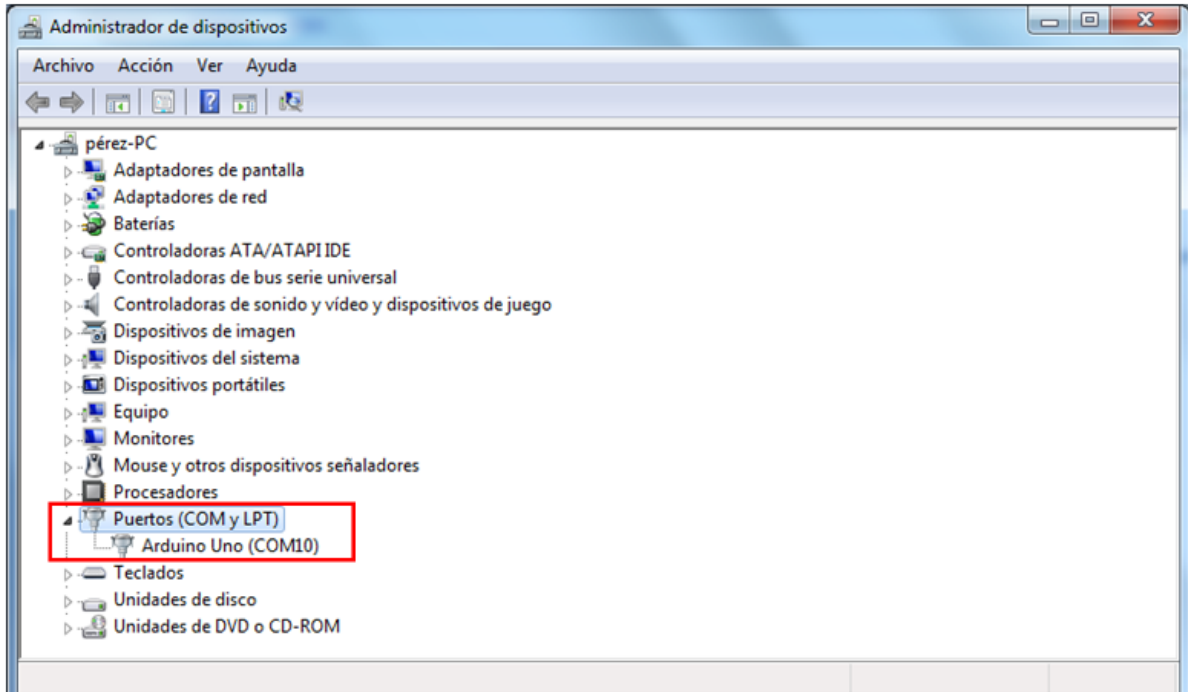 Administrador de dispositivos
Archivo Acción Ver Ayuda
pérez-PC
Adaptadores de pantalla
Adaptadores de red
Baterías
Controladoras ATA/ATAPI IDE
Controladoras de bus serie universal
Controladoras de sonido y vídeo y dispositivos de juego
Dispositivos de imagen
Dispositivos del sistema
Dispositivos portátiles
Equipo
Monitores
Mouse y otros dispositivos señaladores
Procesadores
Puertos (COM y LPT)
Arduino Uno (COM10)
Teclados
Unidades de disco
Unidades de DVD o CD-ROM